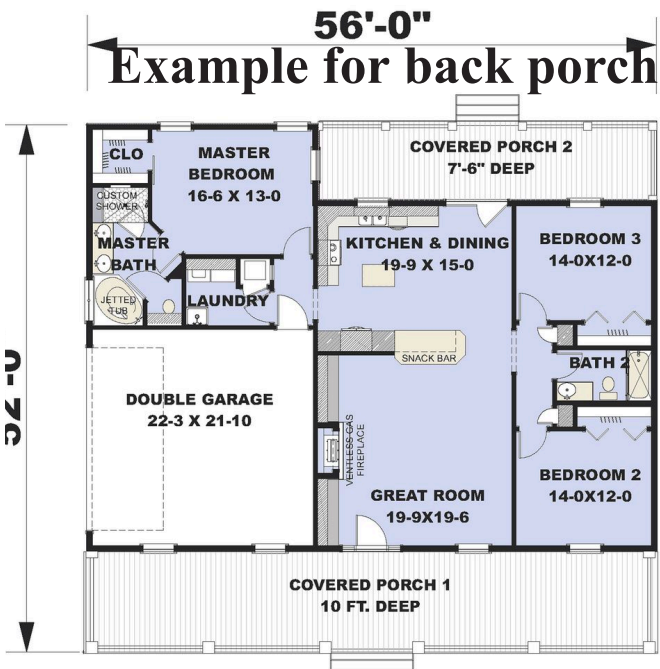 56'-0"
Example for back porch
COVERED PORCH 2
7'-6" DEEP
CLO
MASTER
BEDROOM
16-6 X 13-0
CUSTOM
SHOWER
MASTER
BATH
JETTED
TUB
LAUNDRY
KITCHEN & DINING
19-9 X 15-0
BEDROOM 3
14-0X12-0
SNACK BAR
BATH 2
52'-0
DOUBLE GARAGE
22-3 X 21-10
VENTLESS GAS
FIREPLACE
GREAT ROOM
19-9X19-6
BEDROOM 2
14-0X12-0
COVERED PORCH 1
10 FT. DEEP